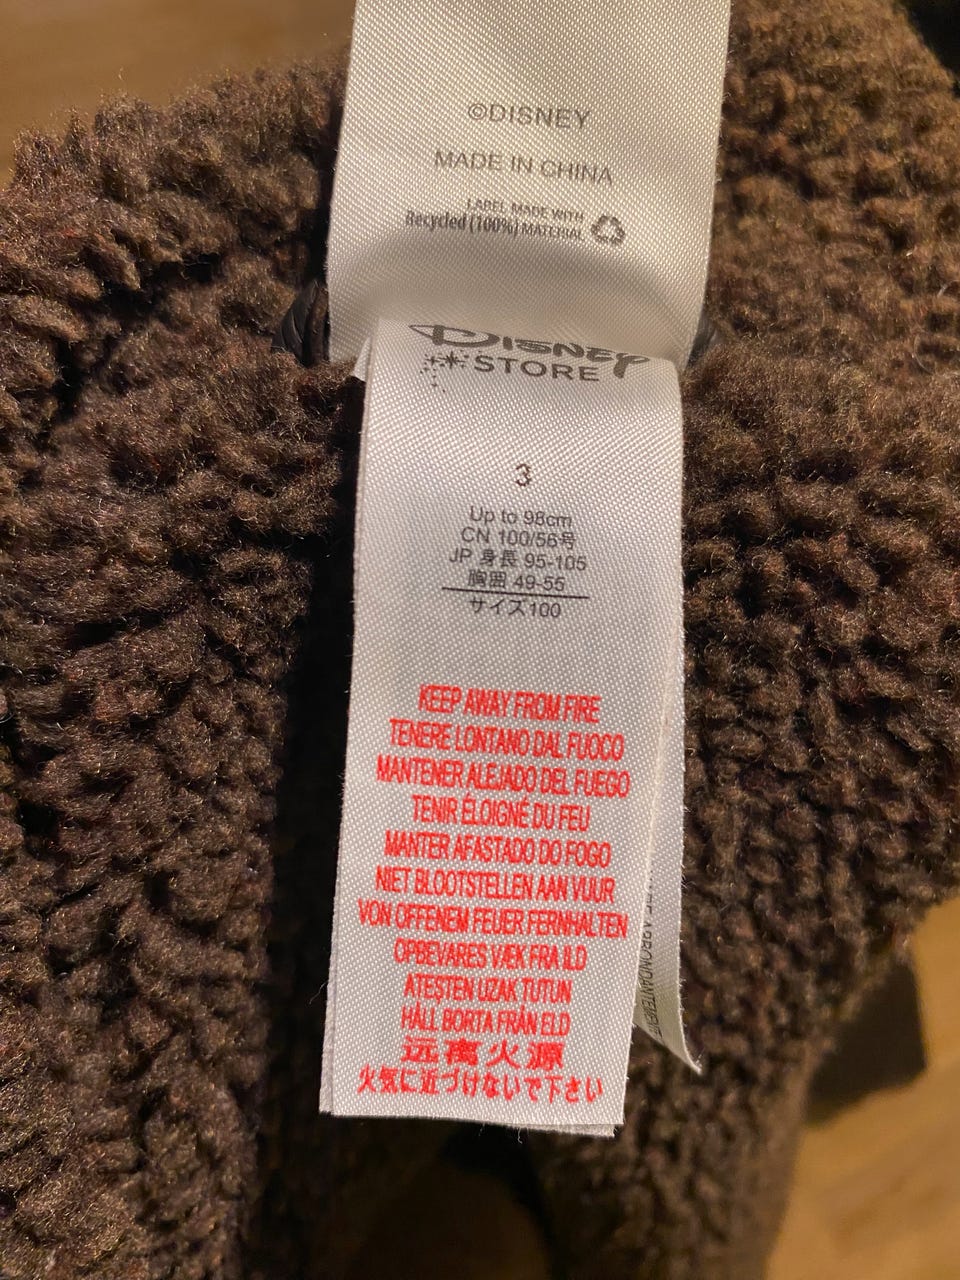 ©DISNEY
MADE IN CHINA
LABEL MADE WITH
Recycled (100%) MATERIAL
DISNEY
STORE
3
Up to 98cm
CN 100/56号
JP 身長 95-105
胸囲 49-55
サイズ100
KEEP AWAY FROM FIRE
TENERE LONTANO DAL FUOCO
MANTENER ALEJADO DEL FUEGO
TENIR ÉLOIGNÉ DU FEU
MANTER AFASTADO DO FOGO
NIET BLOOTSTELLEN AAN VUUR
VON OFFENEM FEUER FERNHALTEN
OPBEVARES VÆK FRA ILD
ATEŞTEN UZAK TUTUN
HÅLL BORTA FRÅN ELD
远离火源
火気に近づけないで下さい